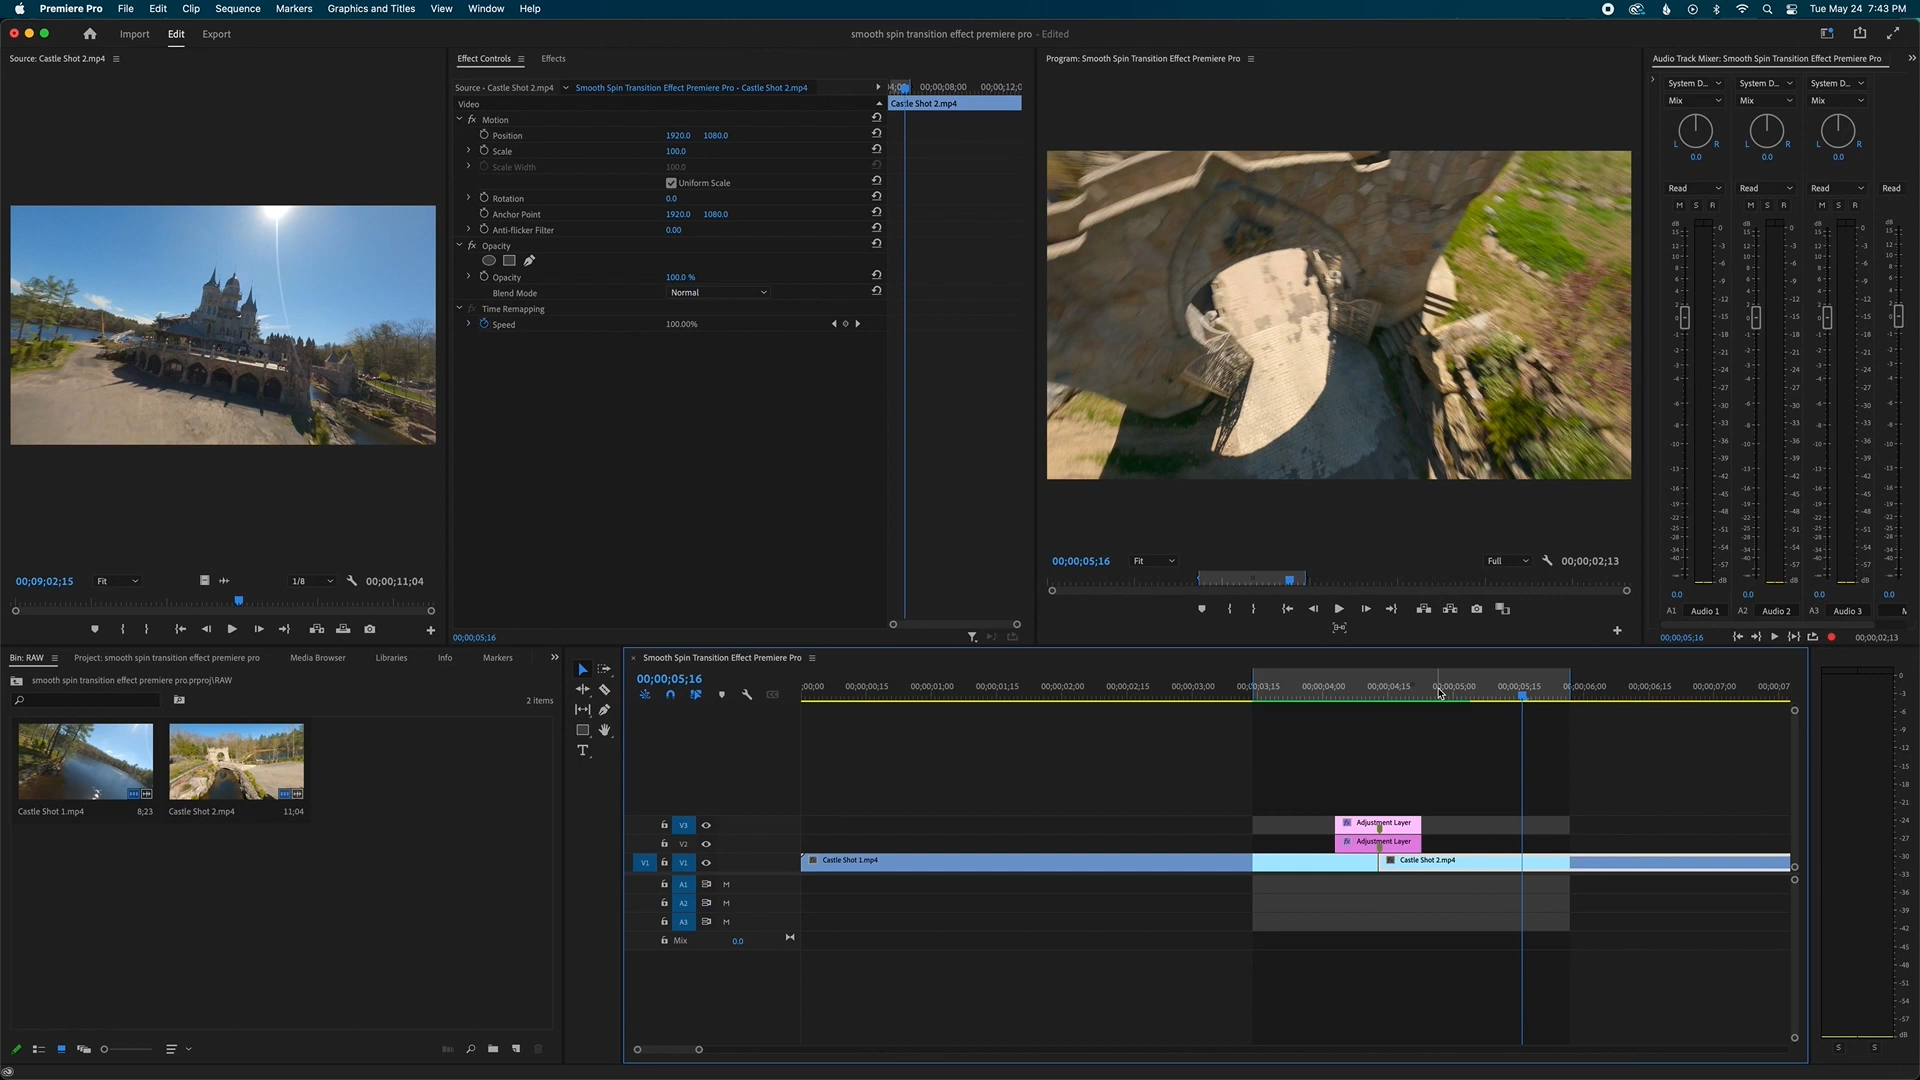 Premiere Pro File Edit Clip Sequence Markers Graphics and Titles View Window Help
Tue May 24 7:43 PM
Import Edit Export
smooth spin transition effect premiere pro - Edited
Source: Castle Shot 2.mp4
00;09;02;15 Fit 1/8 00;00;11;04
Effect Controls Effects
Source - Castle Shot 2.mp4 Smooth Spin Transition Effect Premiere Pro - Castle Shot 2.mp4
00;00;08;00 00;00;12;0
Video
Castle Shot 2.mp4
fx Motion
Position 1920.0 1080.0
Scale 100.0
Scale Width 100.0
Uniform Scale
Rotation 0.0
Anchor Point 1920.0 1080.0
Anti-flicker Filter 0.00
fx Opacity
Opacity 100.0 %
Blend Mode Normal
fx Time Remapping
Speed 100.00%
00;00;05;16
Program: Smooth Spin Transition Effect Premiere Pro
00;00;05;16 Fit Full 00;00;02;13
Audio Track Mixer: Smooth Spin Transition Effect Premiere Pro
System D... System D... System D...
Mix Mix Mix
L R L R L R
0.0 0.0 0.0
Read Read Read Read
M S R M S R M S R
0.0 0.0 0.0 0.0
A1 Audio 1 A2 Audio 2 A3 Audio 3
00;00;05;16 00;00;02;13
Bin: RAW Project: smooth spin transition effect premiere pro Media Browser Libraries Info Markers
smooth spin transition effect premiere pro.prproj\RAW
2 items
Castle Shot 1.mp4 8;23
Castle Shot 2.mp4 11;04
Smooth Spin Transition Effect Premiere Pro
00;00;05;16
;00;00 00;00;00;15 00;00;01;00 00;00;01;15 00;00;02;00 00;00;02;15 00;00;03;00 00;00;03;15 00;00;04;00 00;00;04;15 00;00;05;00 00;00;05;15 00;00;06;00 00;00;06;15 00;00;07;00 00;00;07
V3 Adjustment Layer
V2 Adjustment Layer
V1 V1 Castle Shot 1.mp4 Castle Shot 2.mp4
A1 M
A2 M
A3 M
Mix 0.0
S S